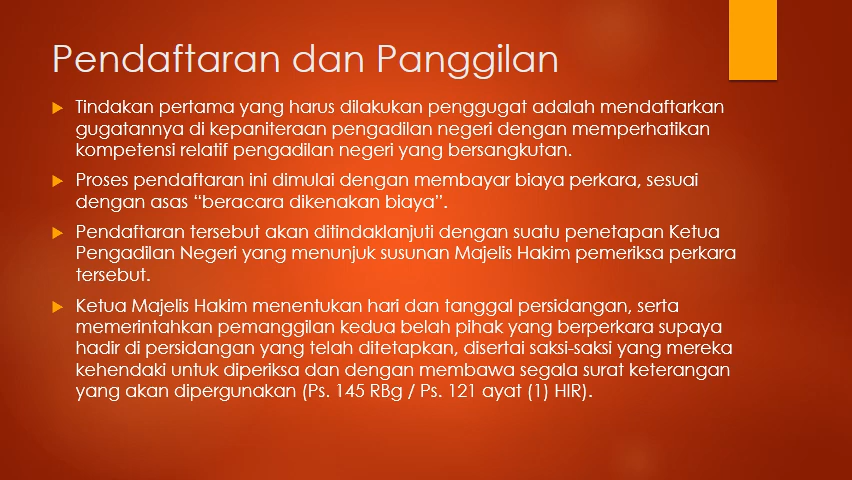 Pendaftaran dan Panggilan
Tindakan pertama yang harus dilakukan penggugat adalah mendaftarkan
gugatannya di kepaniteraan pengadilan negeri dengan memperhatikan
kompetensi relatif pengadilan negeri yang bersangkutan.
Proses pendaftaran ini dimulai dengan membayar biaya perkara, sesuai
dengan asas “beracara dikenakan biaya”.
Pendaftaran tersebut akan ditindaklanjuti dengan suatu penetapan Ketua
Pengadilan Negeri yang menunjuk susunan Majelis Hakim pemeriksa perkara
tersebut.
Ketua Majelis Hakim menentukan hari dan tanggal persidangan, serta
memerintahkan pemanggilan kedua belah pihak yang berperkara supaya
hadir di persidangan yang telah ditetapkan, disertai saksi-saksi yang mereka
kehendaki untuk diperiksa dan dengan membawa segala surat keterangan
yang akan dipergunakan (Ps. 145 RBg / Ps. 121 ayat (1) HIR).